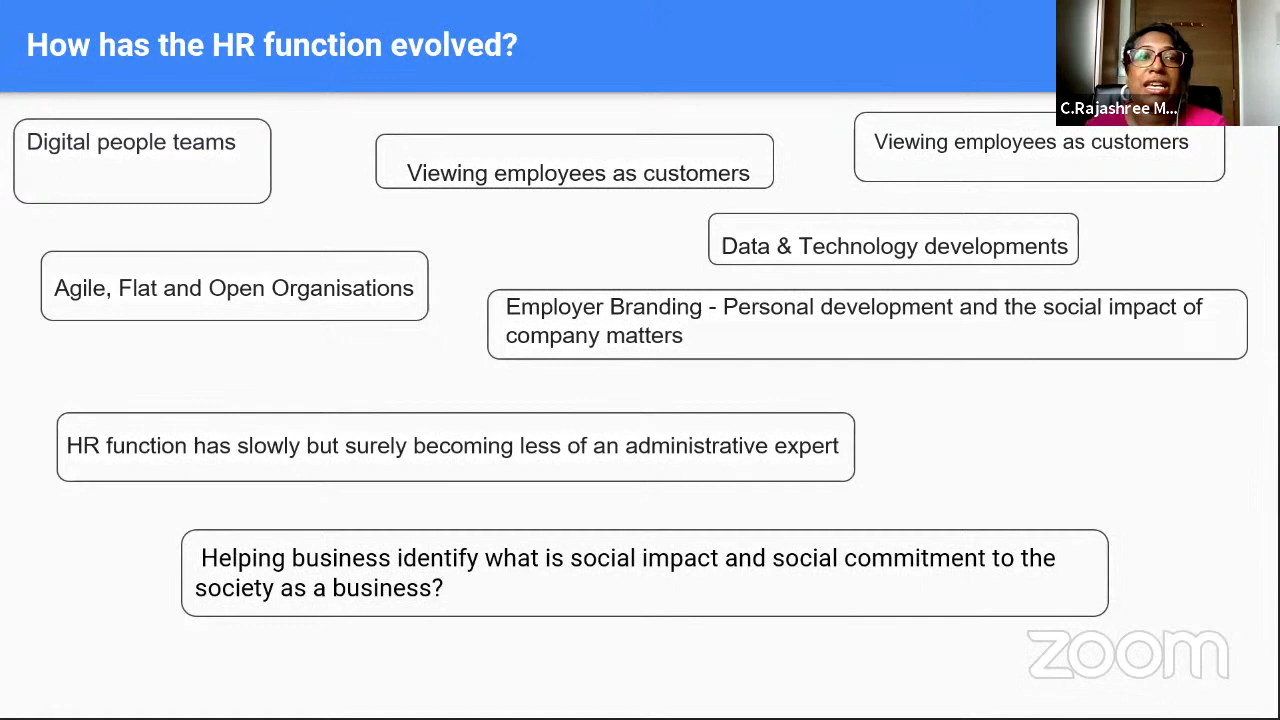 How has the HR function evolved?
C.Rajashree M...
Digital people teams
Viewing employees as customers
Viewing employees as customers
Data & Technology developments
Agile, Flat and Open Organisations
Employer Branding - Personal development and the social impact of
company matters
HR function has slowly but surely becoming less of an administrative expert
Helping business identify what is social impact and social commitment to the
society as a business?
zoom